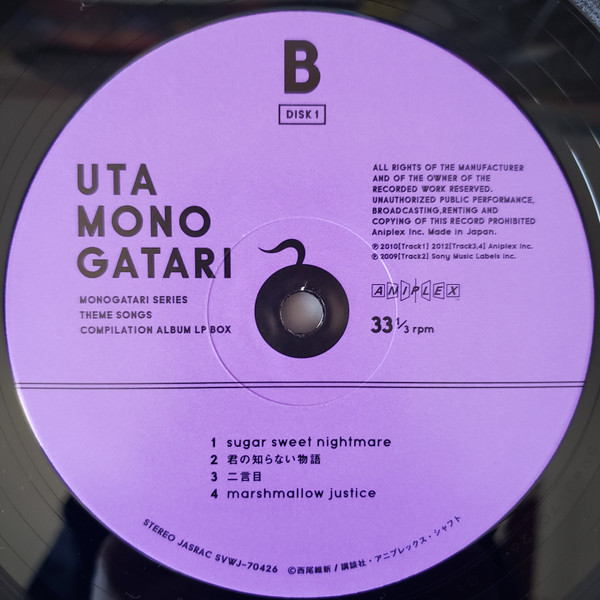 B
DISK 1
UTA
MONO
GATARI
MONOGATARI SERIES
THEME SONGS
COMPILATION ALBUM LP BOX
ALL RIGHTS OF THE MANUFACTURER
AND OF THE OWNER OF THE
RECORDED WORK RESERVED.
UNAUTHORIZED PUBLIC PERFORMANCE,
BROADCASTING,RENTING AND
COPYING OF THIS RECORD PROHIBITED
Aniplex Inc. Made in Japan.
℗2010[Track1] 2012[Track3,4] Aniplex Inc.
℗2009[Track2] Sony Music Labels Inc.
ANIPLEX
33 1/3 rpm
1 sugar sweet nightmare
2 君の知らない物語
3 二言目
4 marshmallow justice
STEREO JASRAC SVWJ-70426 ©西尾維新/講談社・アニプレックス・シャフト